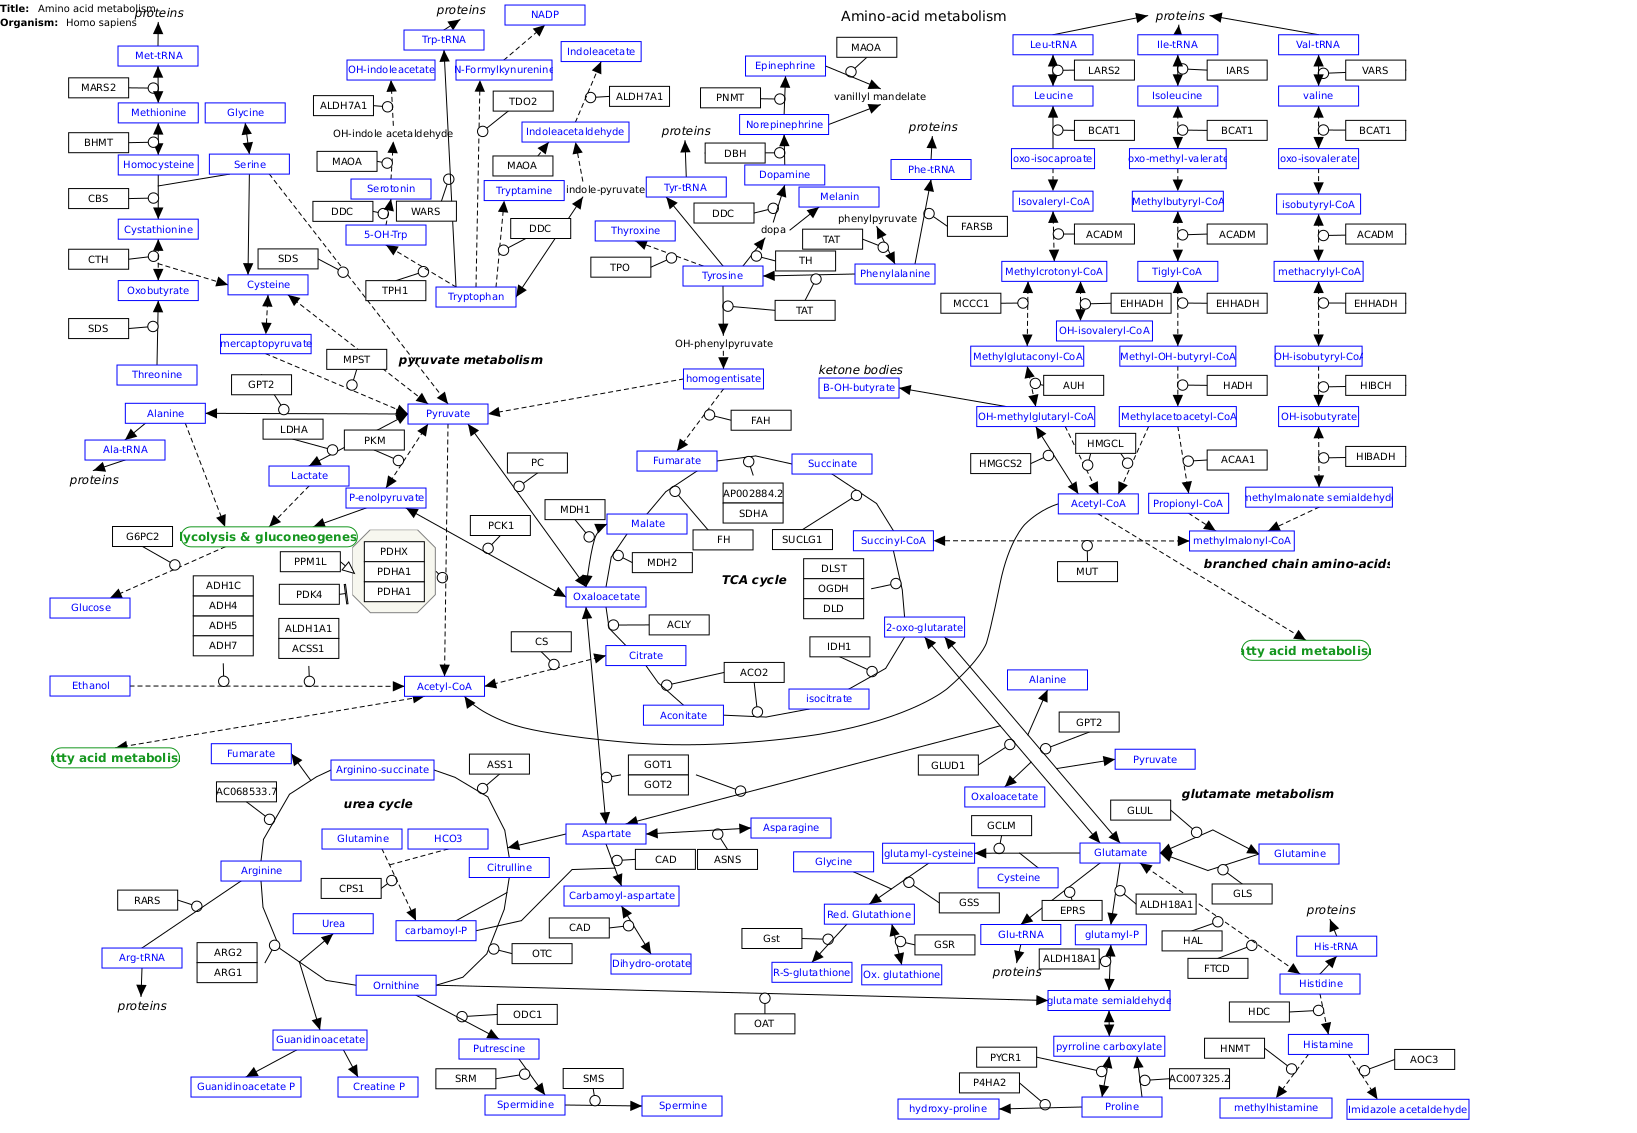 Title: Amino acid metabolism
Organism: Homo sapiens
Amino-acid metabolism
proteins
Met-tRNA
MARS2
Methionine
Glycine
BHMT
Homocysteine
Serine
CBS
Cystathionine
CTH
SDS
Cysteine
Oxobutyrate
SDS
mercaptopyruvate
Threonine
MPST
pyruvate metabolism
GPT2
Alanine
Pyruvate
LDHA
PKM
Ala-tRNA
proteins
Lactate
P-enolpyruvate
proteins
Trp-tRNA
NADP
OH-indoleacetate
N-Formylkynurenine
Indoleacetate
ALDH7A1
TDO2
ALDH7A1
OH-indole acetaldehyde
Indoleacetaldehyde
MAOA
MAOA
Serotonin
Tryptamine
indole-pyruvate
DDC
WARS
DDC
5-OH-Trp
TPH1
Tryptophan
MAOA
Epinephrine
vanillyl mandelate
PNMT
Norepinephrine
proteins
DBH
proteins
Dopamine
Phe-tRNA
Tyr-tRNA
Melanin
DDC
phenylpyruvate
FARSB
Thyroxine
dopa
TAT
TH
TPO
Tyrosine
Phenylalanine
TAT
OH-phenylpyruvate
homogentisate
FAH
ketone bodies
B-OH-butyrate
proteins
Leu-tRNA
Ile-tRNA
Val-tRNA
LARS2
IARS
VARS
Leucine
Isoleucine
valine
BCAT1
BCAT1
BCAT1
oxo-isocaproate
oxo-methyl-valerate
oxo-isovalerate
Isovaleryl-CoA
Methylbutyryl-CoA
isobutyryl-CoA
ACADM
ACADM
ACADM
Methylcrotonyl-CoA
Tiglyl-CoA
methacrylyl-CoA
MCCC1
EHHADH
EHHADH
EHHADH
OH-isovaleryl-CoA
Methylglutaconyl-CoA
Methyl-OH-butyryl-CoA
OH-isobutyryl-CoA
AUH
HADH
HIBCH
OH-methylglutaryl-CoA
Methylacetoacetyl-CoA
OH-isobutyrate
HMGCL
HMGCS2
ACAA1
HIBADH
Acetyl-CoA
Propionyl-CoA
methylmalonate semialdehyd
methylmalonyl-CoA
MUT
branched chain amino-acids
tty acid metabolis
PC
Fumarate
Succinate
AP002884.2
SDHA
MDH1
Malate
FH
SUCLG1
Succinyl-CoA
PCK1
MDH2
TCA cycle
DLST
OGDH
DLD
Oxaloacetate
ACLY
2-oxo-glutarate
CS
Citrate
IDH1
ACO2
isocitrate
Aconitate
G6PC2
lycolysis & gluconeogenes
PPM1L
PDHX
PDHA1
PDHA1
PDK4
ADH1C
ADH4
ADH5
ADH7
Glucose
ALDH1A1
ACSS1
Ethanol
Acetyl-CoA
tty acid metabolis
Fumarate
Arginino-succinate
ASS1
AC068533.7
urea cycle
Glutamine
HCO3
Citrulline
Arginine
CPS1
RARS
Urea
carbamoyl-P
ARG2
ARG1
Arg-tRNA
OTC
proteins
Ornithine
ODC1
Guanidinoacetate
Putrescine
Guanidinoacetate P
Creatine P
SRM
SMS
Spermidine
Spermine
GOT1
GOT2
Aspartate
Asparagine
CAD
ASNS
Carbamoyl-aspartate
CAD
Dihydro-orotate
OAT
Alanine
GPT2
GLUD1
Pyruvate
Oxaloacetate
glutamate metabolism
GLUL
GCLM
Glycine
glutamyl-cysteine
Glutamate
Glutamine
Cysteine
GLS
GSS
EPRS
ALDH18A1
Red. Glutathione
Glu-tRNA
glutamyl-P
HAL
proteins
Gst
GSR
ALDH18A1
His-tRNA
FTCD
R-S-glutathione
Ox. glutathione
proteins
Histidine
glutamate semialdehyde
HDC
pyrroline carboxylate
HNMT
Histamine
PYCR1
AOC3
P4HA2
AC007325.2
hydroxy-proline
Proline
methylhistamine
Imidazole acetaldehyde